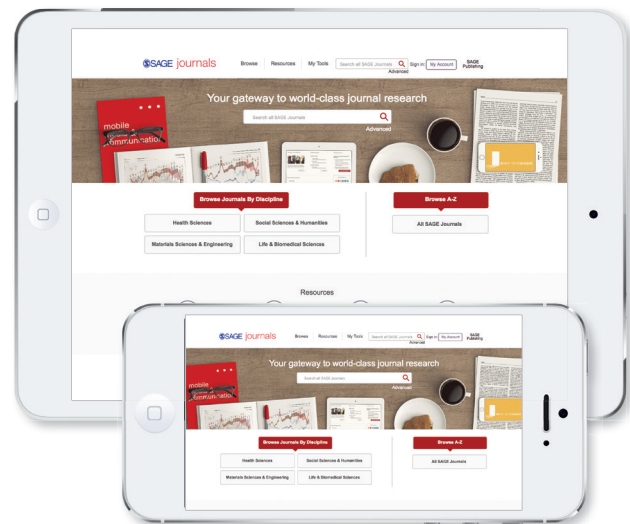 SAGE journals Browse Resources My Tools Search all SAGE Journals Sign in: My Account SAGE Publishing
Advanced
Your gateway to world-class journal research
Search all SAGE Journals
Advanced
mobile
communication
Browse Journals By Discipline Browse A-Z
Health Sciences Social Sciences & Humanities All SAGE Journals
Materials Sciences & Engineering Life & Biomedical Sciences
Resources
SAGE journals Browse Resources My Tools Search all SAGE Journals Sign in: My Account SAGE Publishing
Advanced
Your gateway to world-class journal research
Search all SAGE Journals
Advanced
mobile
communication
Browse Journals By Discipline Browse A-Z
Health Sciences Social Sciences & Humanities All SAGE Journals
Materials Sciences & Engineering Life & Biomedical Sciences